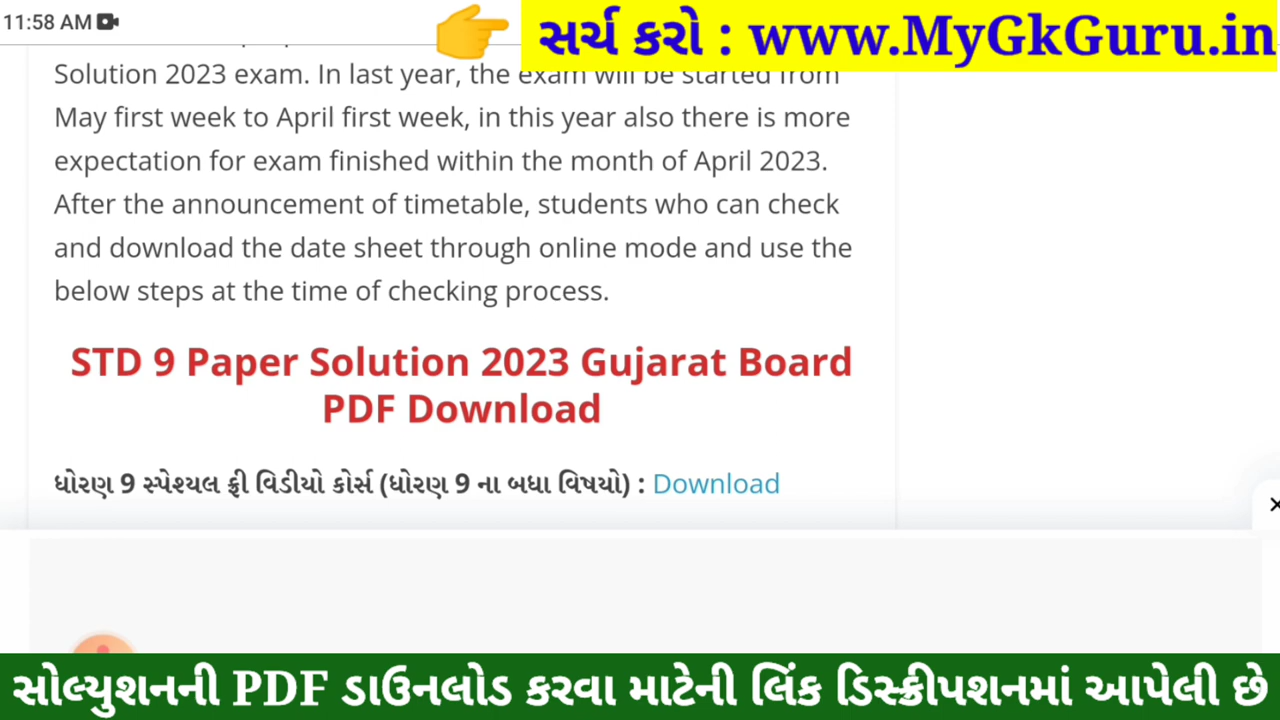 11:58 AM
સર્ચ કરો : www.MyGkGuru.in
Solution 2023 exam. In last year, the exam will be started from
May first week to April first week, in this year also there is more
expectation for exam finished within the month of April 2023.
After the announcement of timetable, students who can check
and download the date sheet through online mode and use the
below steps at the time of checking process.
STD 9 Paper Solution 2023 Gujarat Board
PDF Download
ધોરણ 9 સ્પેશ્યલ ફ્રી વિડીયો કોર્સ (ધોરણ 9 ના બધા વિષયો) : Download
સોલ્યુશનની PDF ડાઉનલોડ કરવા માટેની લિંક ડિસ્ક્રીપશનમાં આપેલી છે